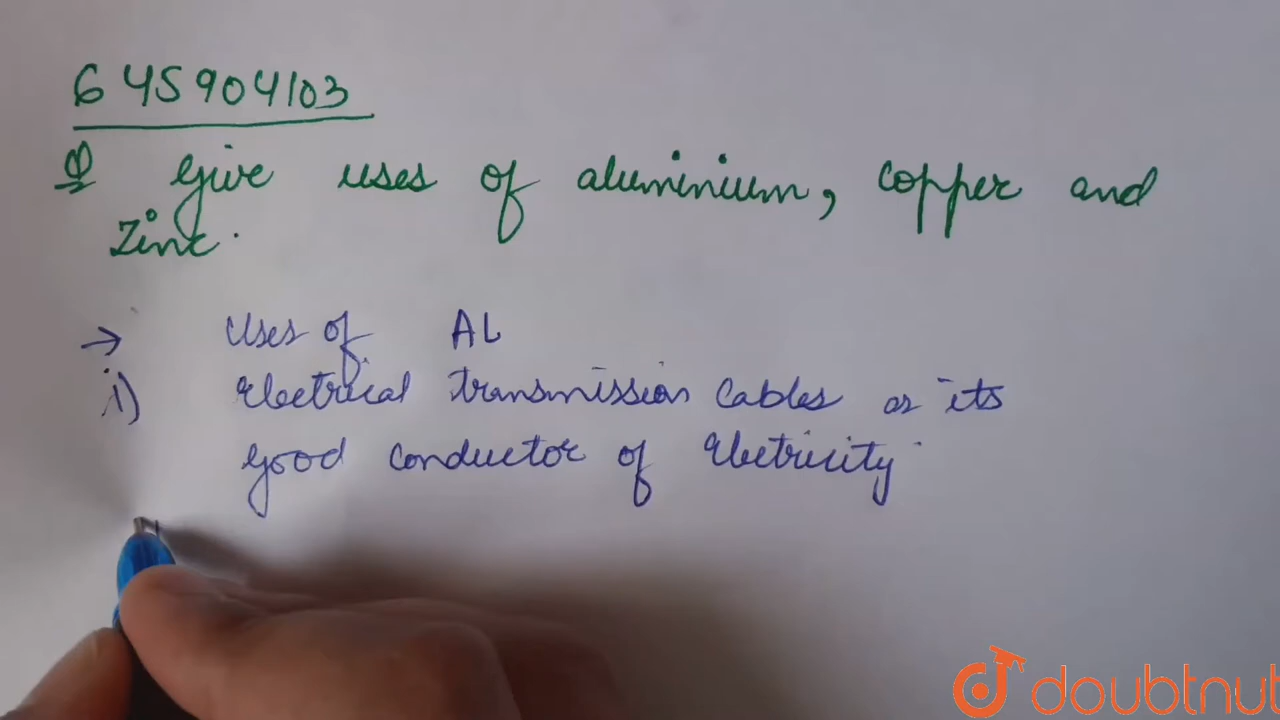 645904103
Q Give uses of aluminium, copper and
Zinc.
→ Uses of Al
i) Electrical transmission Cables as its
good conductor of Electricity
doubtnut